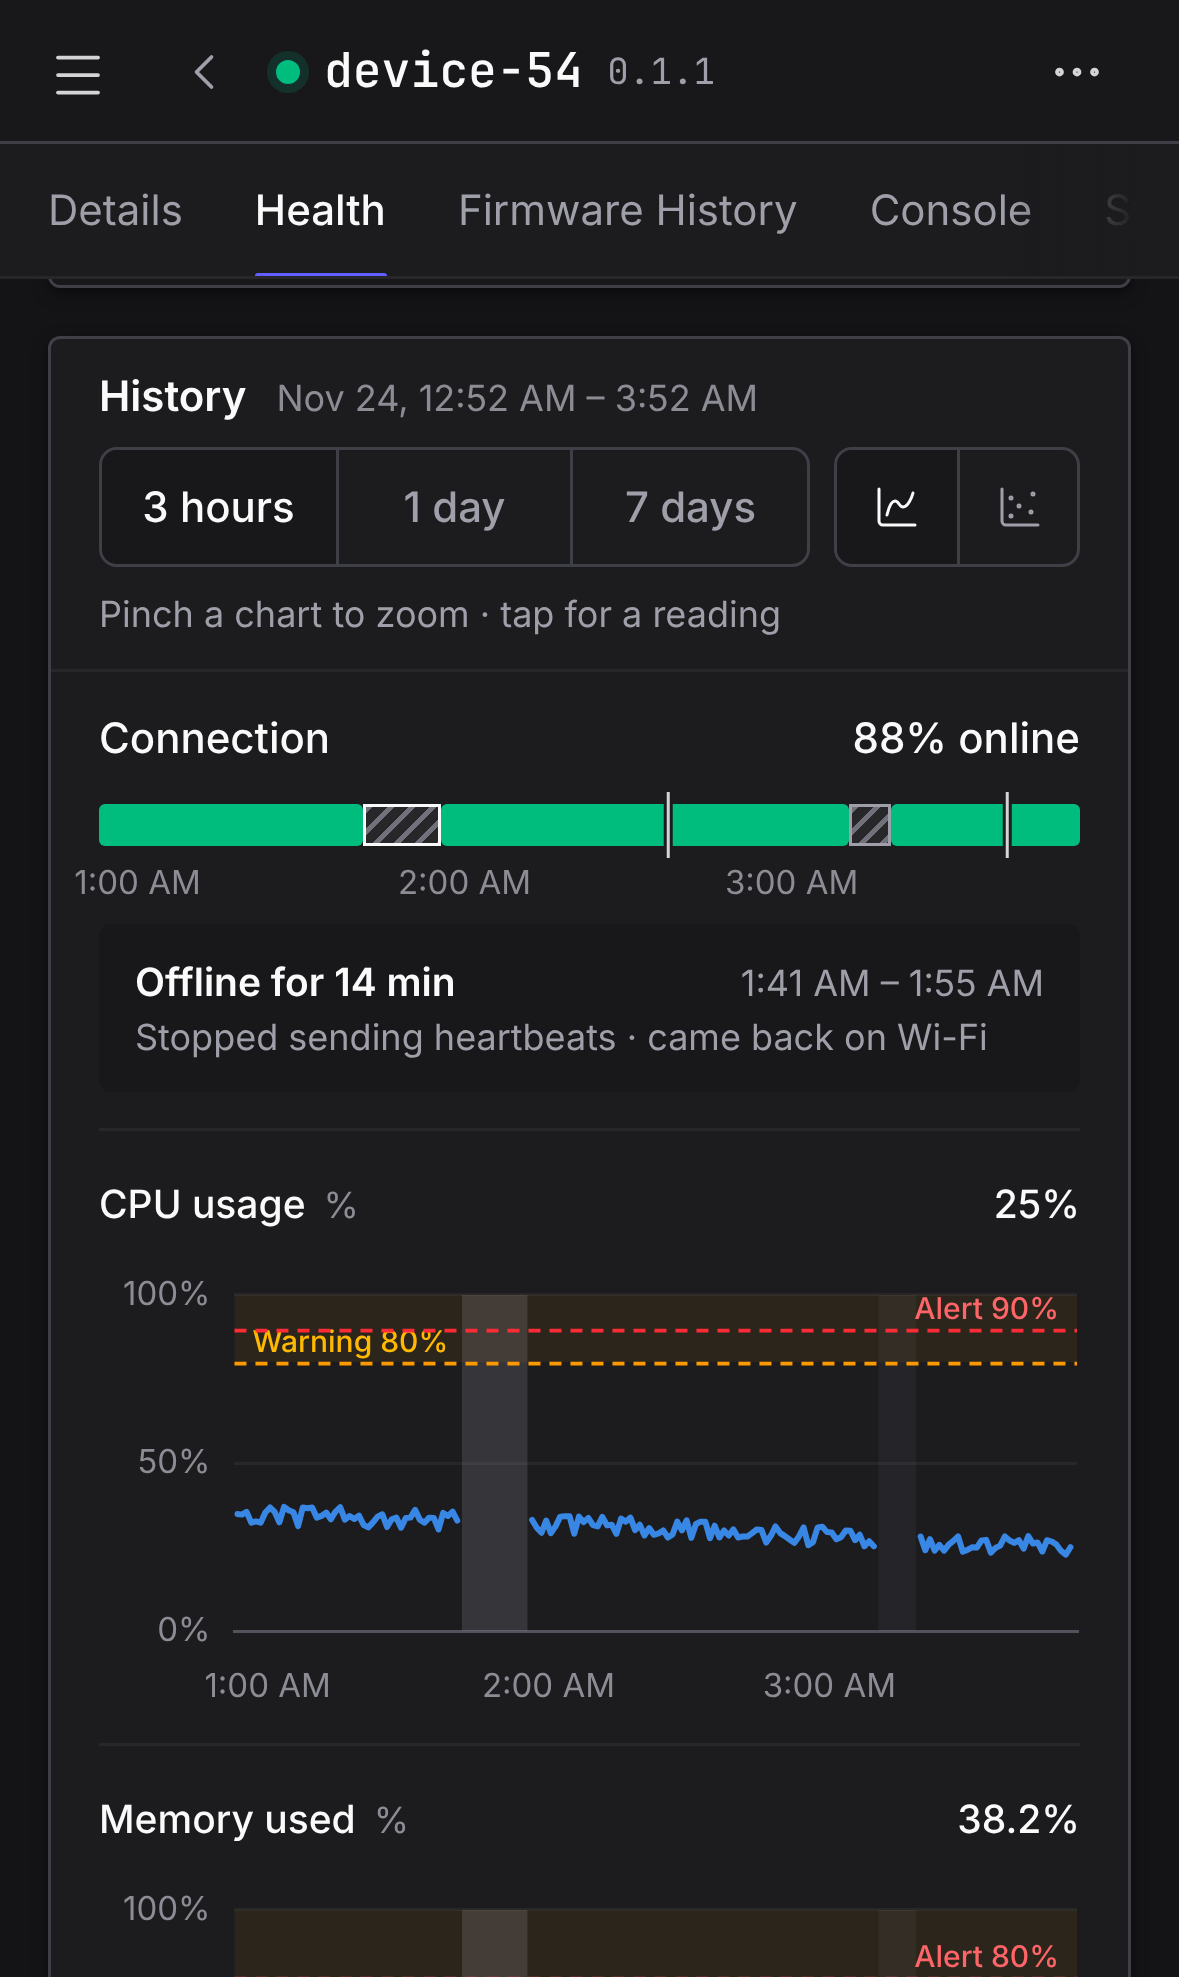 device-54 0.1.1
Details Health Firmware History Console S
History Nov 24, 12:52 AM – 3:52 AM
3 hours 1 day 7 days
Pinch a chart to zoom · tap for a reading
Connection 88% online
1:00 AM 2:00 AM 3:00 AM
Offline for 14 min 1:41 AM – 1:55 AM
Stopped sending heartbeats · came back on Wi-Fi
CPU usage % 25%
100%
Alert 90%
Warning 80%
50%
0%
1:00 AM 2:00 AM 3:00 AM
Memory used % 38.2%
100%
Alert 80%